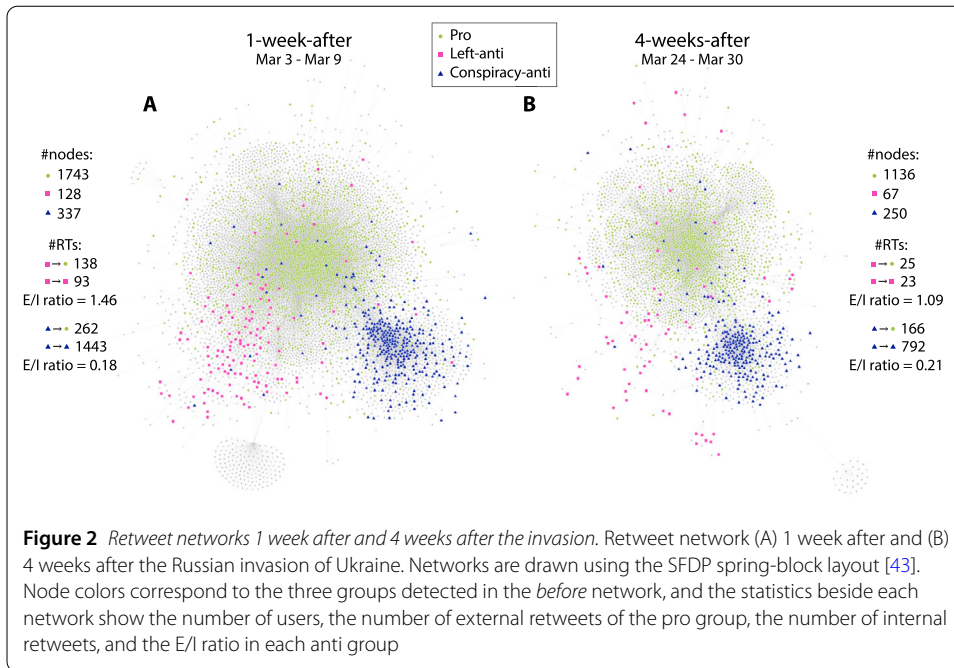 1-week-after
Mar 3 - Mar 9
Pro
Left-anti
Conspiracy-anti
4-weeks-after
Mar 24 - Mar 30
A
#nodes:
1743
128
337
#RTs:
→ 138
→ 93
E/I ratio = 1.46
→ 262
→ 1443
E/I ratio = 0.18
B
#nodes:
1136
67
250
#RTs:
→ 25
→ 23
E/I ratio = 1.09
→ 166
→ 792
E/I ratio = 0.21
Figure 2 Retweet networks 1 week after and 4 weeks after the invasion. Retweet network (A) 1 week after and (B)
4 weeks after the Russian invasion of Ukraine. Networks are drawn using the SFDP spring-block layout [43].
Node colors correspond to the three groups detected in the before network, and the statistics beside each
network show the number of users, the number of external retweets of the pro group, the number of internal
retweets, and the E/I ratio in each anti group